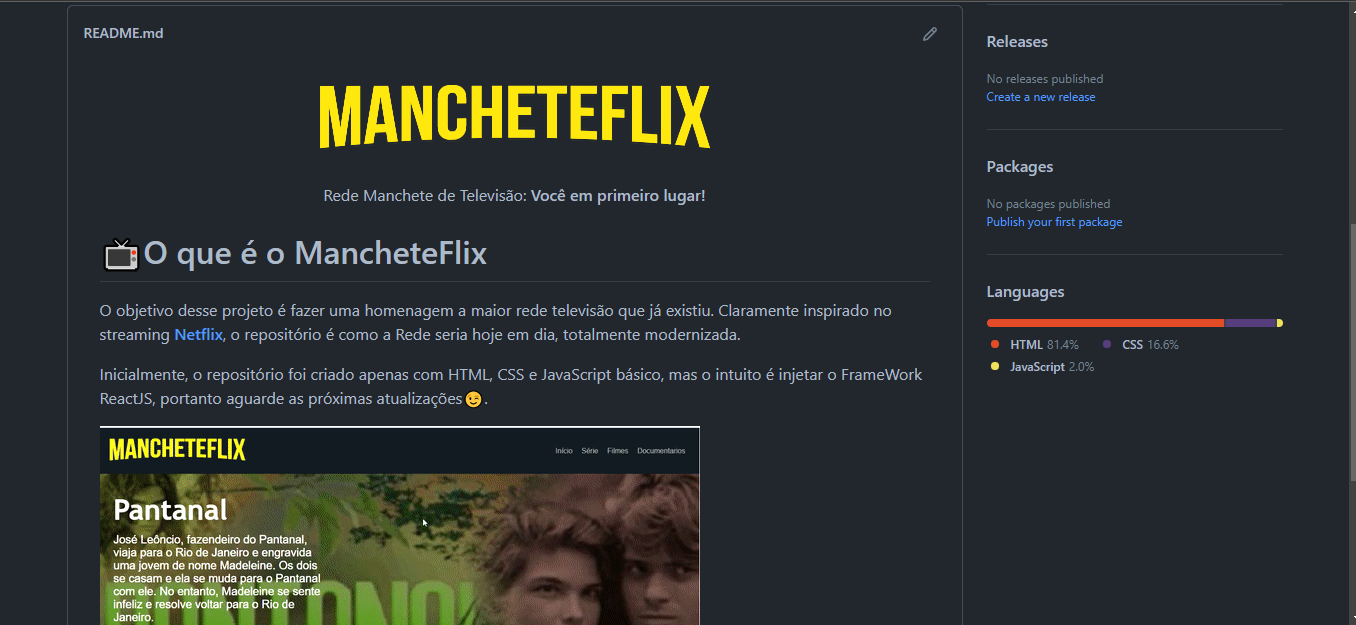 README.md
MANCHETEFLIX
Rede Manchete de Televisão: Você em primeiro lugar!
O que é o MancheteFlix
O objetivo desse projeto é fazer uma homenagem a maior rede televisão que já existiu. Claramente inspirado no
streaming Netflix, o repositório é como a Rede seria hoje em dia, totalmente modernizada.
Inicialmente, o repositório foi criado apenas com HTML, CSS e JavaScript básico, mas o intuito é injetar o FrameWork
ReactJS, portanto aguarde as próximas atualizações😉.
MANCHETEFLIX
Início Série Filmes Documentarios
Pantanal
José Leôncio, fazendeiro do Pantanal,
viaja para o Rio de Janeiro e engravida
uma jovem de nome Madeleine. Os dois
se casam e ela se muda para o Pantanal
com ele. No entanto, Madeleine se sente
infeliz e resolve voltar para o Rio de
Janeiro.
PANTANAL
Releases
No releases published
Create a new release
Packages
No packages published
Publish your first package
Languages
HTML 81.4% CSS 16.6%
JavaScript 2.0%